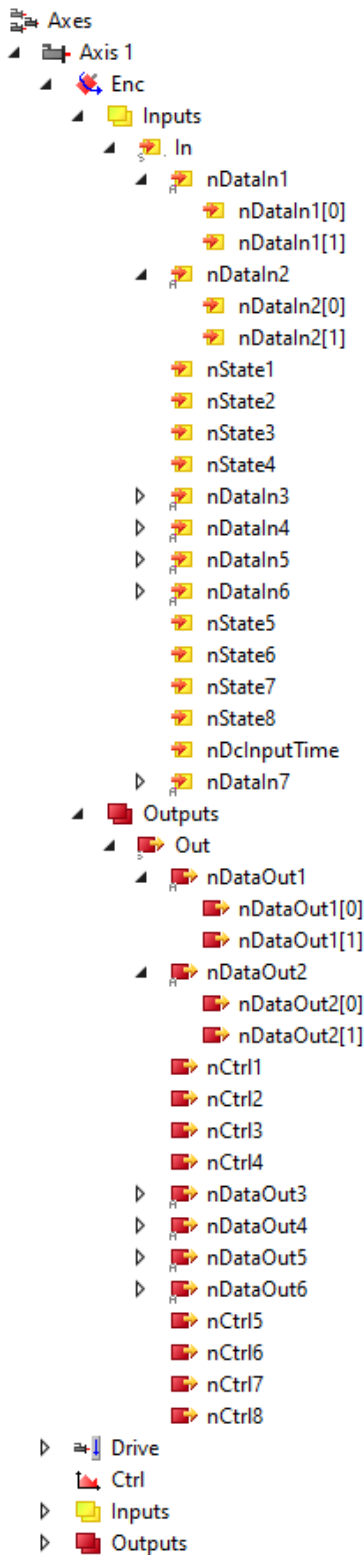 Axes
Axis 1
Enc
Inputs
In
nDataIn1
nDataIn1[0]
nDataIn1[1]
nDataIn2
nDataIn2[0]
nDataIn2[1]
nState1
nState2
nState3
nState4
nDataIn3
nDataIn4
nDataIn5
nDataIn6
nState5
nState6
nState7
nState8
nDcInputTime
nDataIn7
Outputs
Out
nDataOut1
nDataOut1[0]
nDataOut1[1]
nDataOut2
nDataOut2[0]
nDataOut2[1]
nCtrl1
nCtrl2
nCtrl3
nCtrl4
nDataOut3
nDataOut4
nDataOut5
nDataOut6
nCtrl5
nCtrl6
nCtrl7
nCtrl8
Drive
Ctrl
Inputs
Outputs